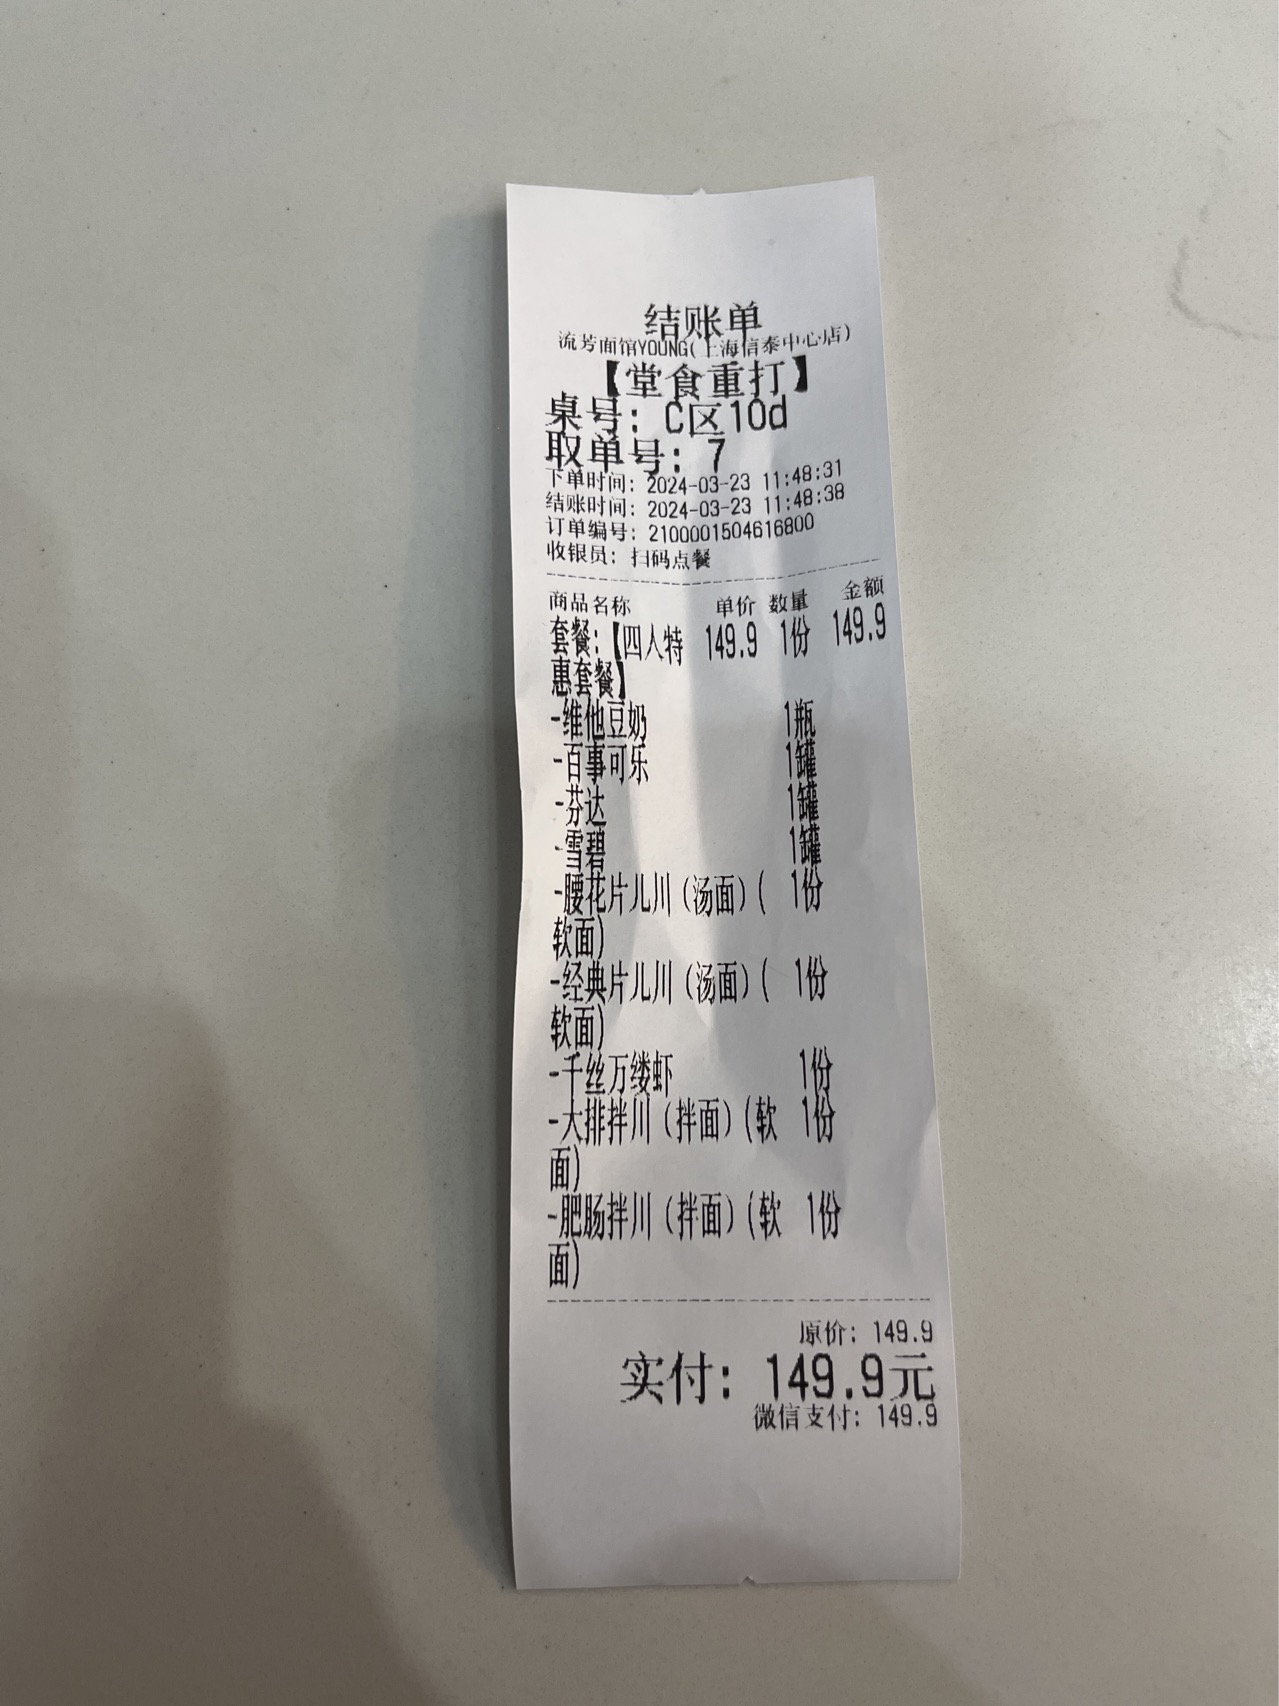 结账单
流芳面馆YOUNG(上海信泰中心店)
【堂食重打】
桌号: C区10d
取单号: 7
下单时间: 2024-03-23 11:48:31
结账时间: 2024-03-23 11:48:38
订单编号: 2100001504616800
收银员: 扫码点餐
商品名称 单价 数量 金额
套餐:【四人特 149.9 1份 149.9
惠套餐】
-维他豆奶 1瓶
-百事可乐 1罐
-芬达 1罐
-雪碧 1罐
-腰花片儿川（汤面）( 1份
软面)
-经典片儿川（汤面）( 1份
软面)
-千丝万缕虾 1份
-大排拌川（拌面）(软 1份
面)
-肥肠拌川（拌面）(软 1份
面)
原价: 149.9
实付: 149.9元
微信支付: 149.9